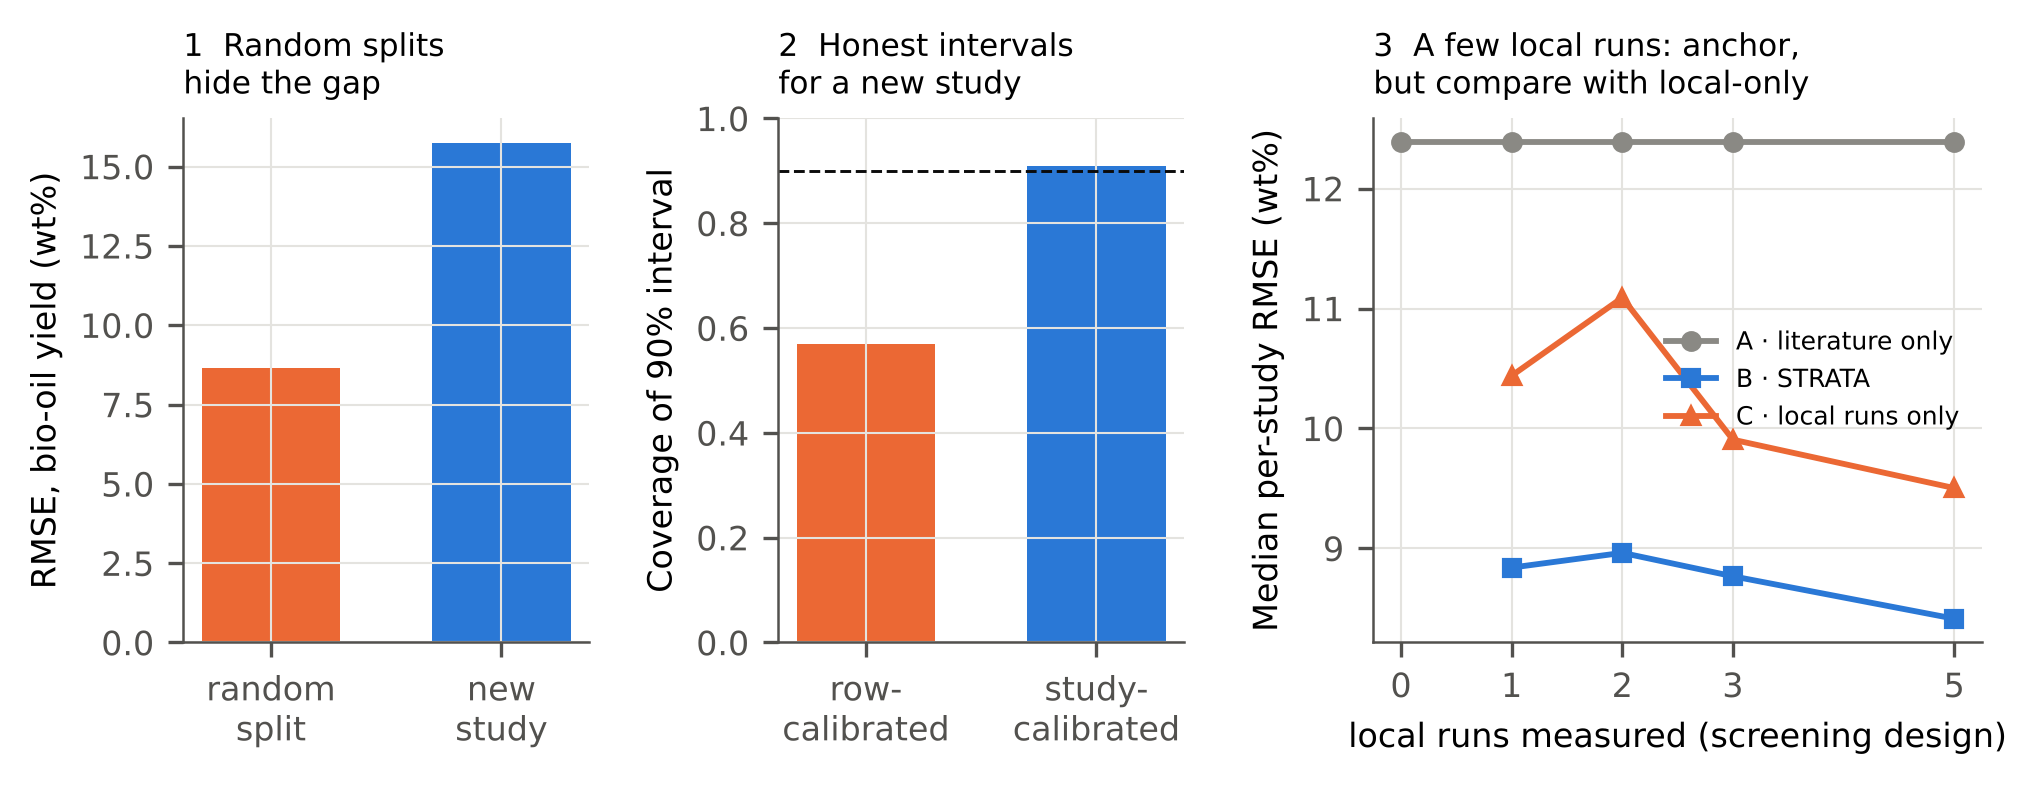 1  Random splits
hide the gap
RMSE, bio-oil yield (wt%)
15.0
12.5
10.0
7.5
5.0
2.5
0.0
random
split
new
study
2  Honest intervals
for a new study
Coverage of 90% interval
1.0
0.8
0.6
0.4
0.2
0.0
row-
calibrated
study-
calibrated
3  A few local runs: anchor,
but compare with local-only
Median per-study RMSE (wt%)
12
11
10
9
A · literature only
B · STRATA
C · local runs only
0
1
2
3
5
local runs measured (screening design)